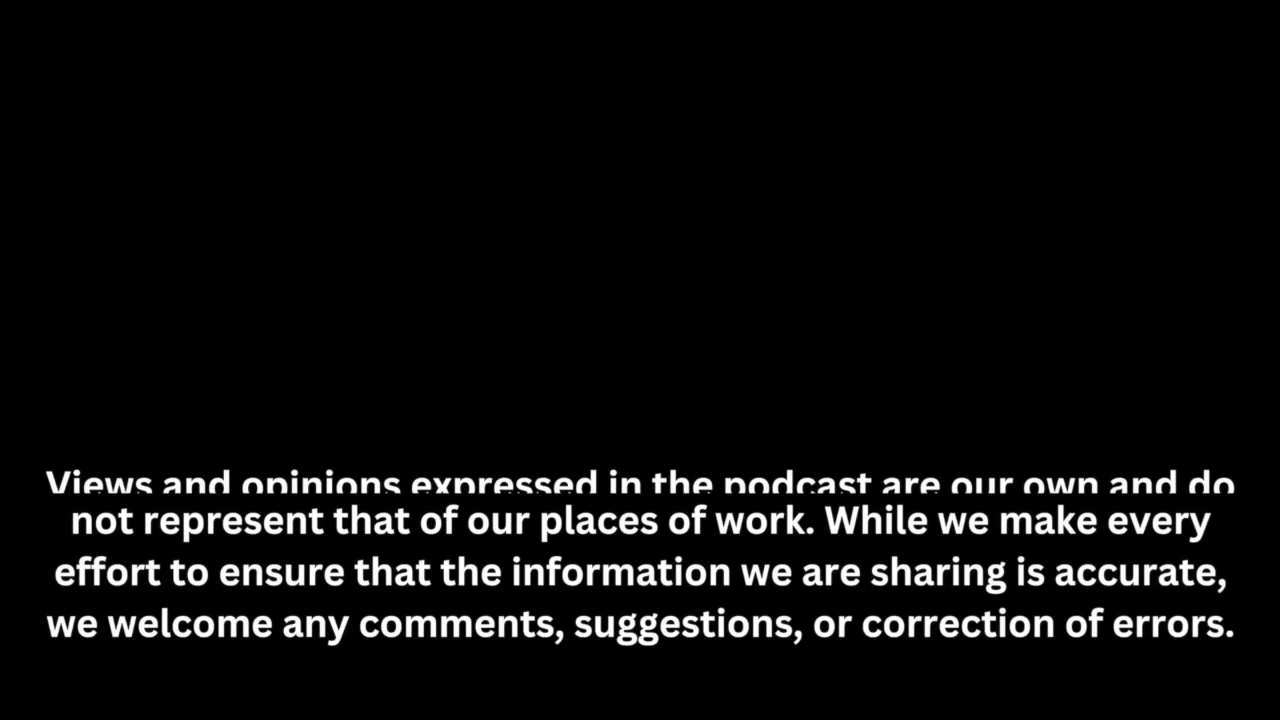 Views and opinions expressed in the podcast are our own and do
not represent that of our places of work. While we make every
effort to ensure that the information we are sharing is accurate,
we welcome any comments, suggestions, or correction of errors.